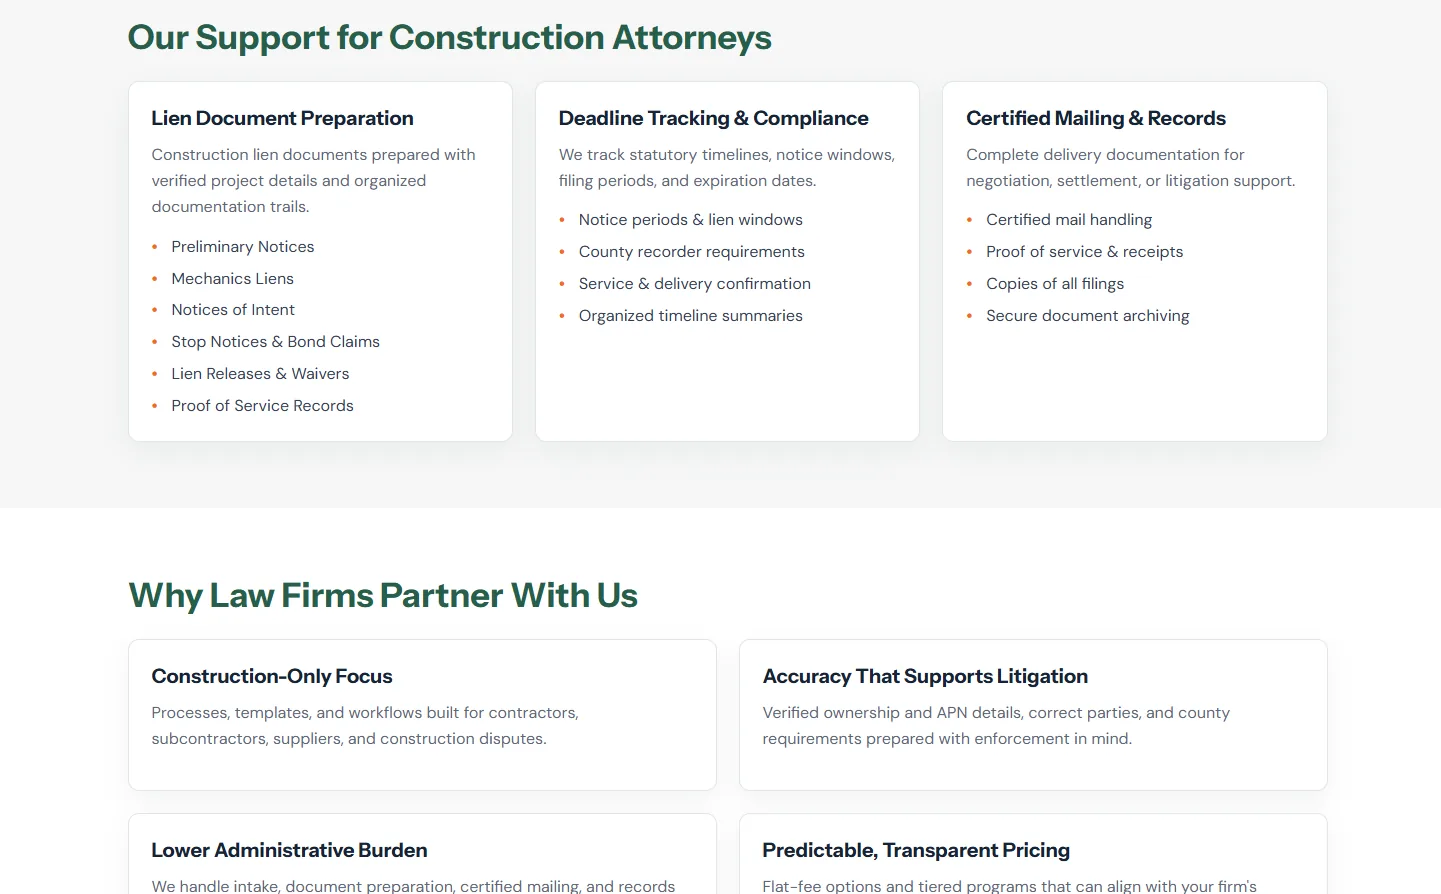 Our Support for Construction Attorneys
Lien Document Preparation
Construction lien documents prepared with
verified project details and organized
documentation trails.
• Preliminary Notices
• Mechanics Liens
• Notices of Intent
• Stop Notices & Bond Claims
• Lien Releases & Waivers
• Proof of Service Records
Deadline Tracking & Compliance
We track statutory timelines, notice windows,
filing periods, and expiration dates.
• Notice periods & lien windows
• County recorder requirements
• Service & delivery confirmation
• Organized timeline summaries
Certified Mailing & Records
Complete delivery documentation for
negotiation, settlement, or litigation support.
• Certified mail handling
• Proof of service & receipts
• Copies of all filings
• Secure document archiving
Why Law Firms Partner With Us
Construction-Only Focus
Processes, templates, and workflows built for contractors,
subcontractors, suppliers, and construction disputes.
Accuracy That Supports Litigation
Verified ownership and APN details, correct parties, and county
requirements prepared with enforcement in mind.
Lower Administrative Burden
We handle intake, document preparation, certified mailing, and records
Predictable, Transparent Pricing
Flat-fee options and tiered programs that can align with your firm's